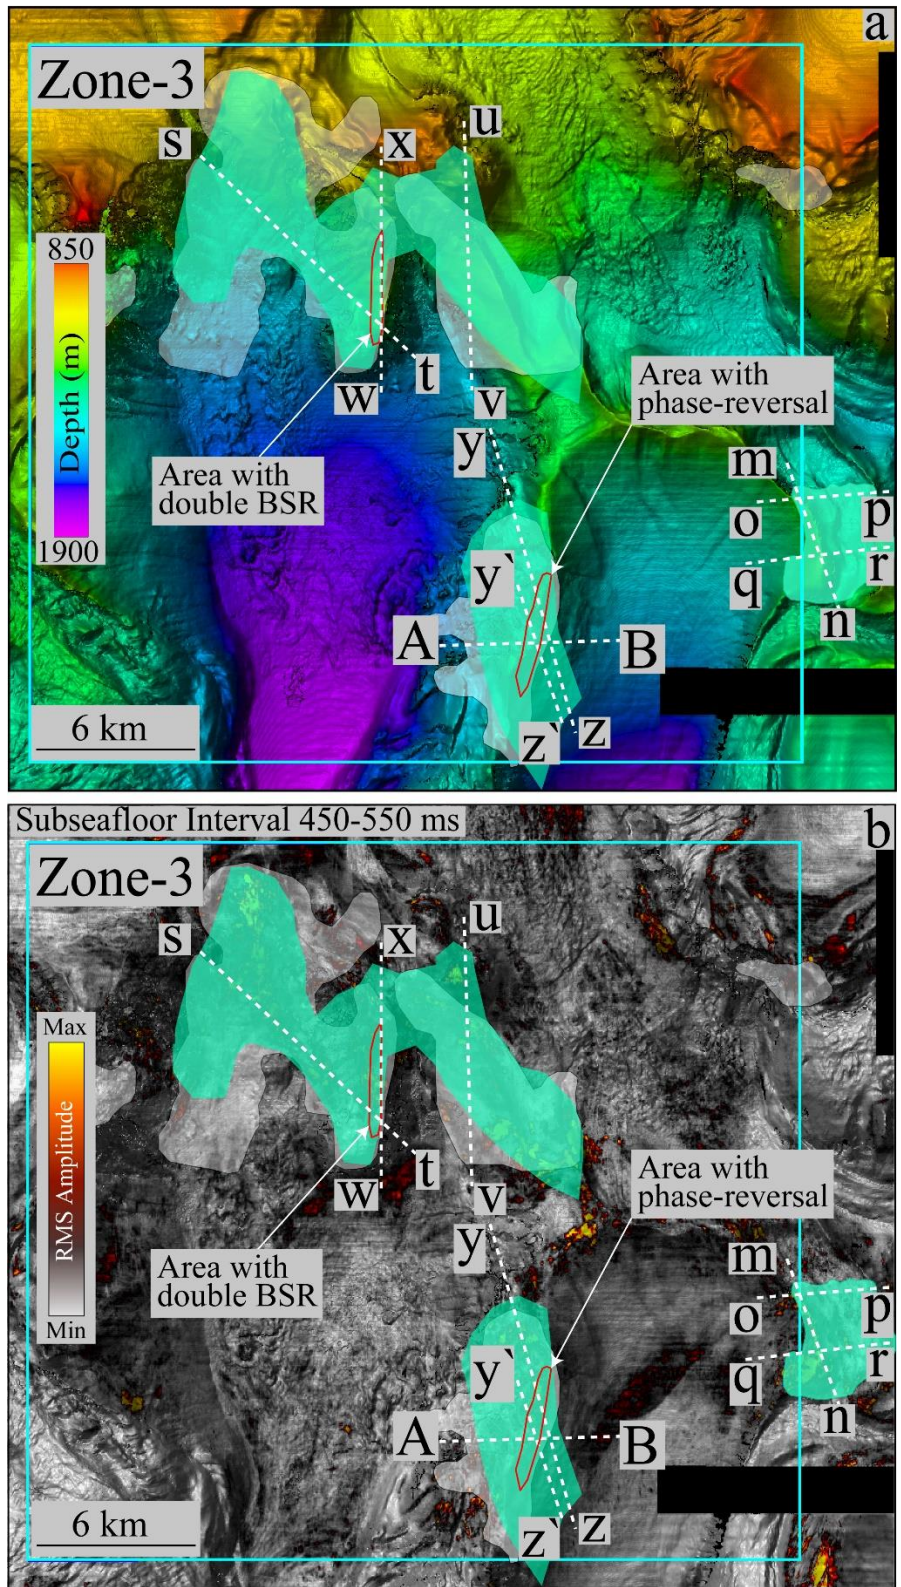 a
Zone-3
s
x
u
850
Depth (m)
1900
w
t
v
Area with
phase-reversal
y
m
Area with
double BSR
o
p
q
r
y`
n
A
B
6 km
z`
z
Subseafloor Interval 450-550 ms
b
Zone-3
s
x
u
Max
RMS Amplitude
Min
w
t
v
Area with
phase-reversal
y
m
Area with
double BSR
o
p
q
r
y`
n
A
B
6 km
z`
z